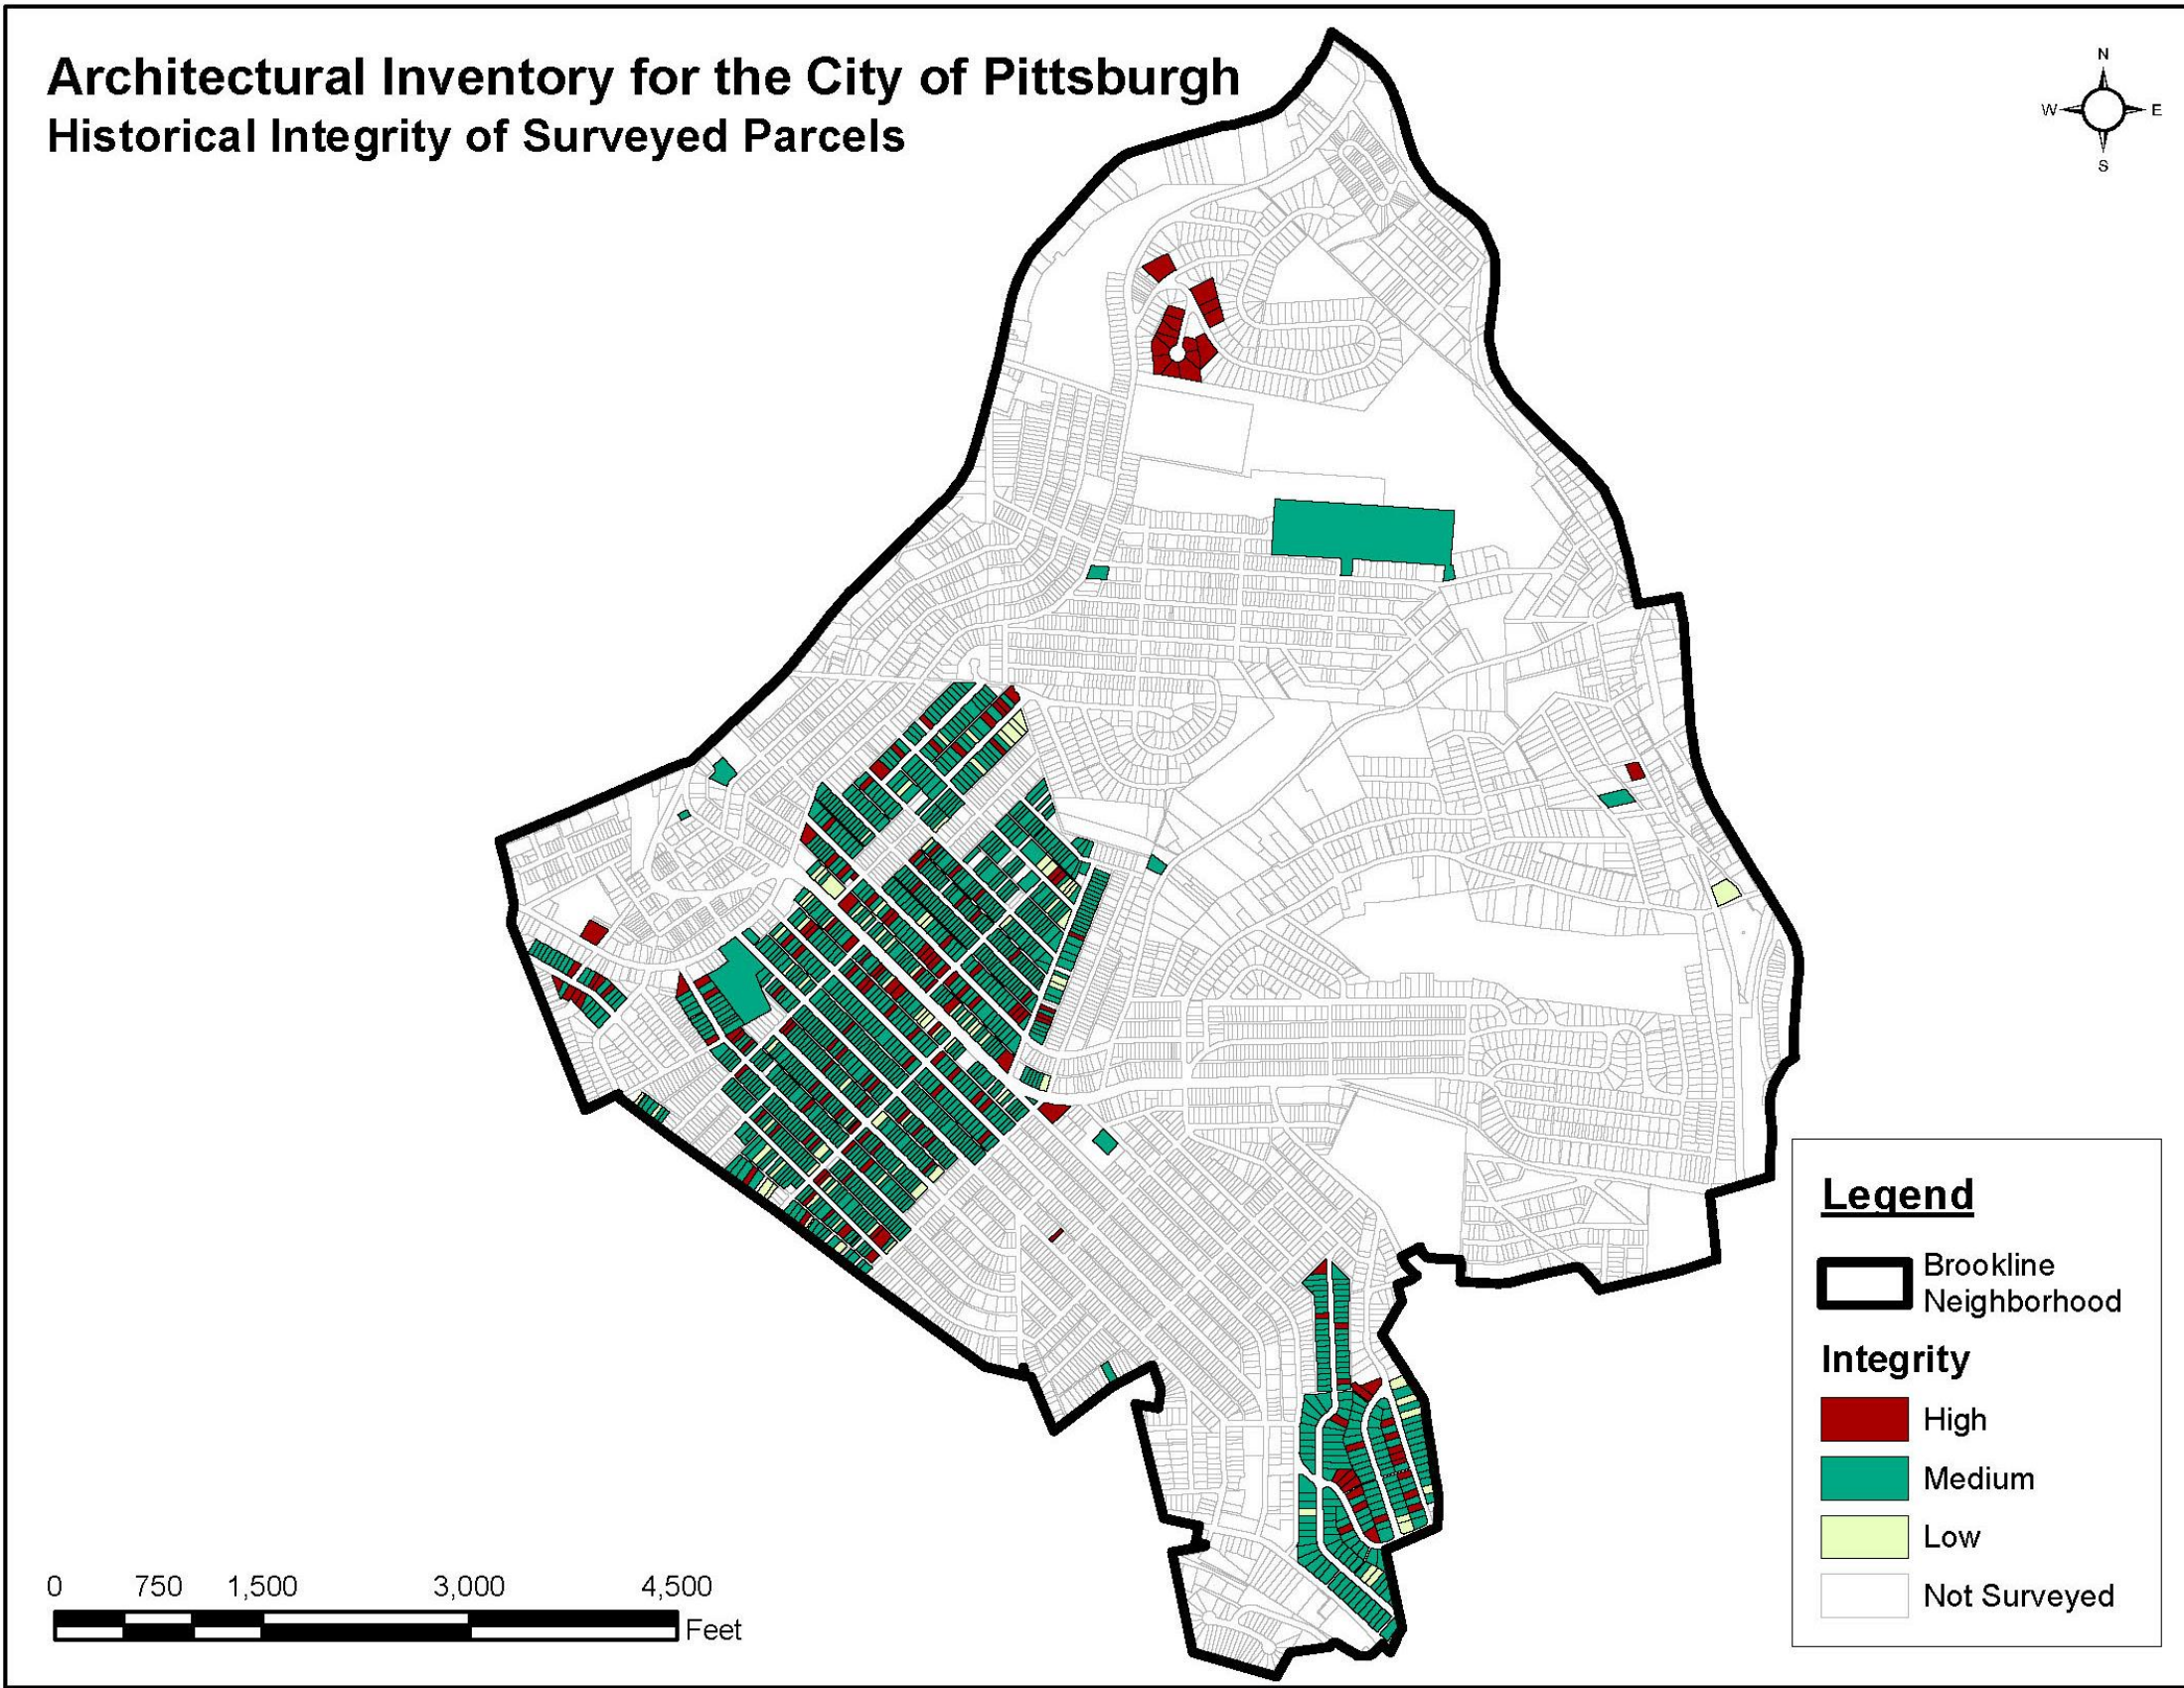 Architectural Inventory for the City of Pittsburgh
Historical Integrity of Surveyed Parcels
N
W E
S
Legend
Brookline
Neighborhood
Integrity
High
Medium
Low
Not Surveyed
0 750 1,500 3,000 4,500
Feet